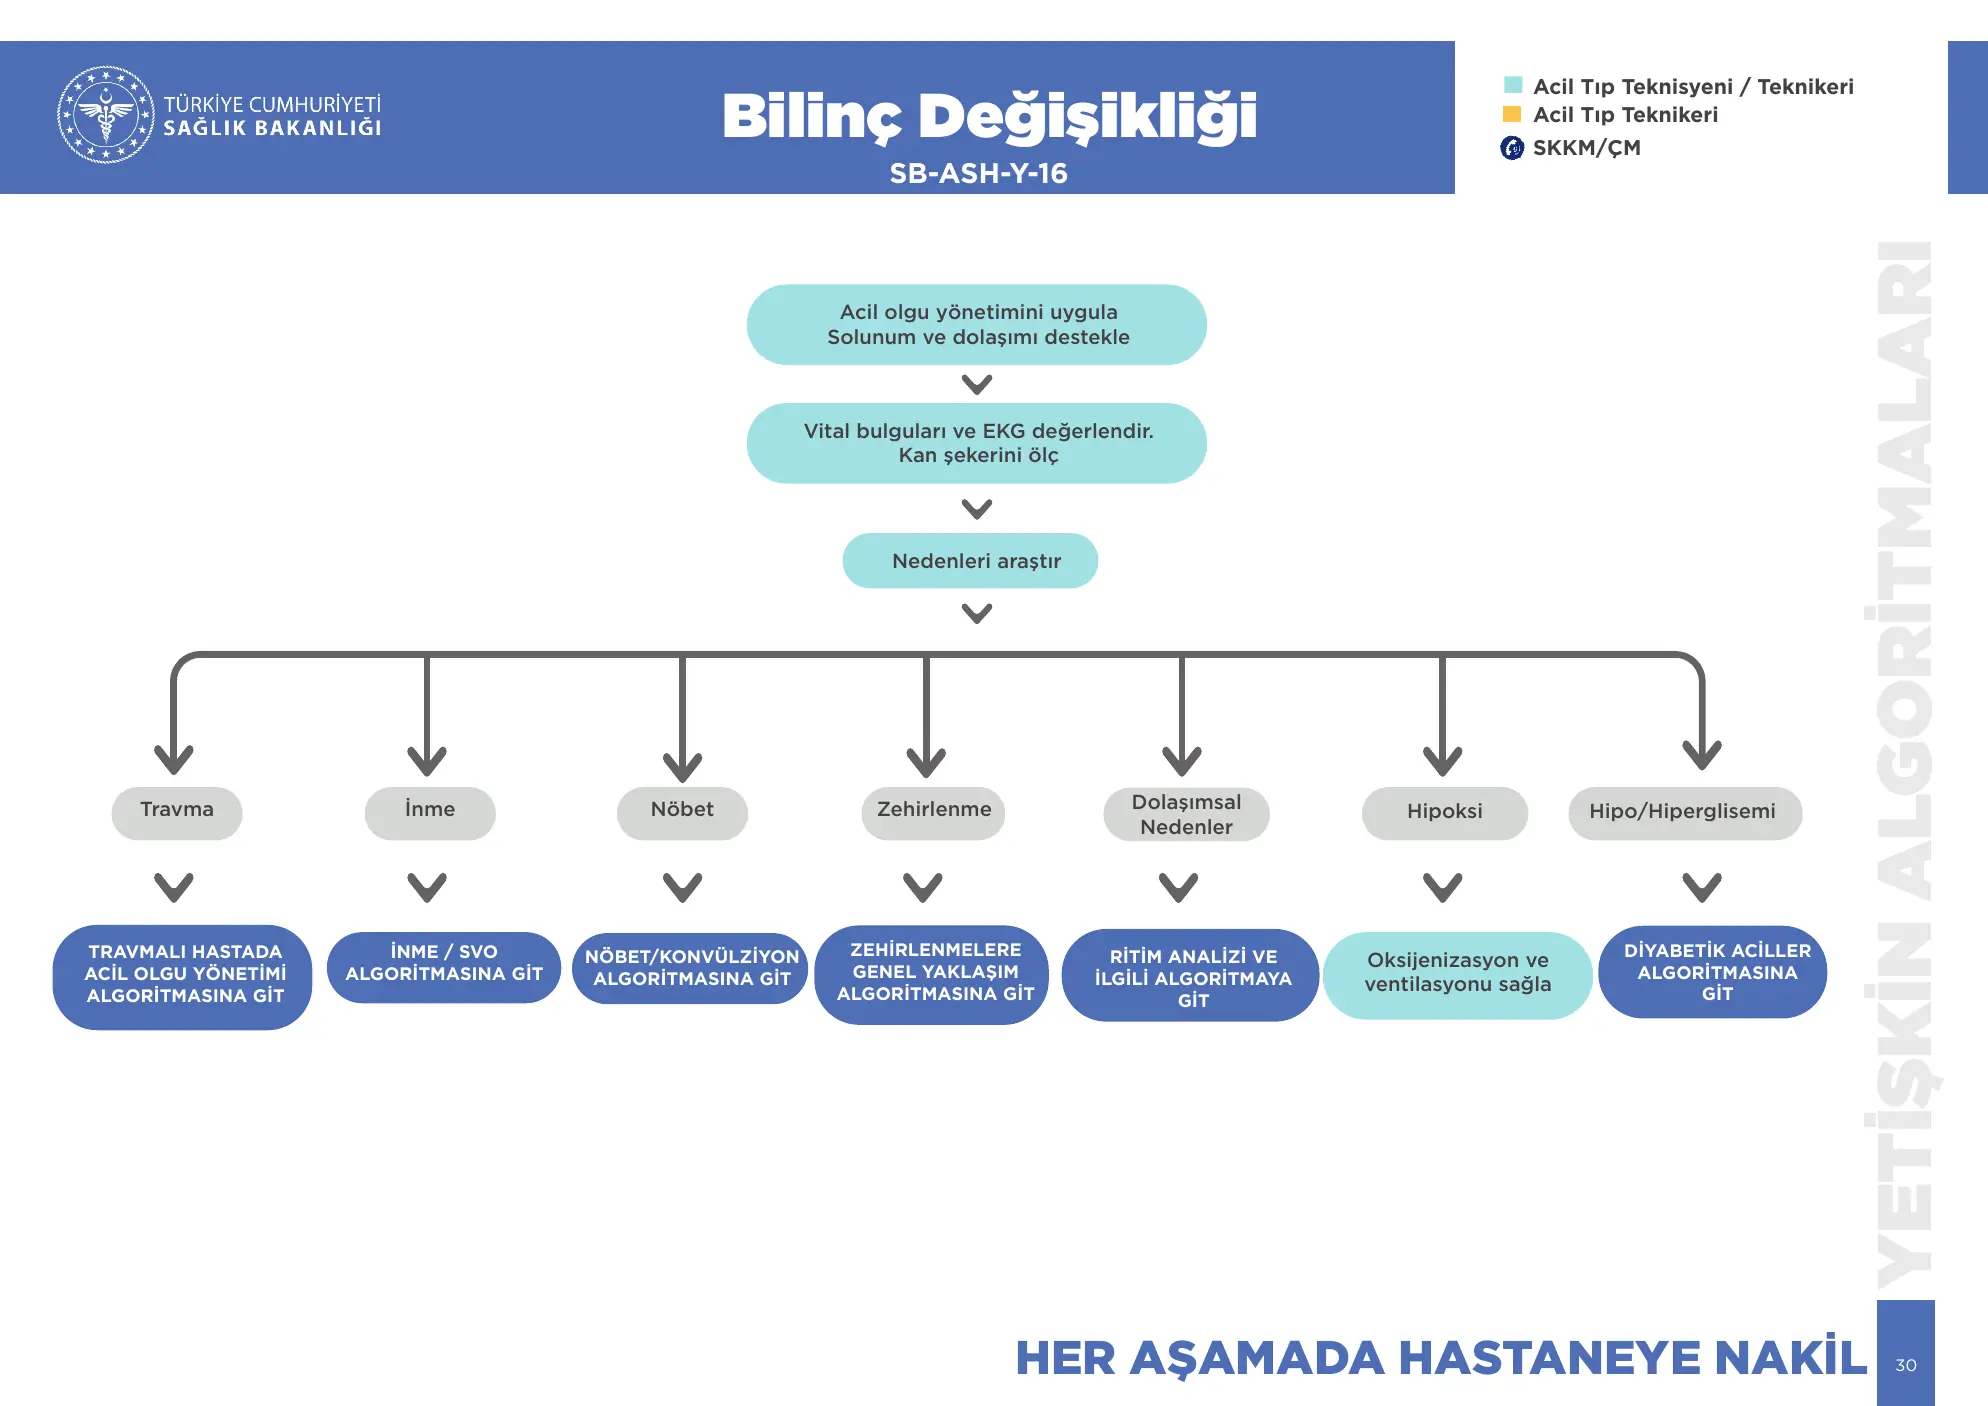 TÜRKİYE CUMHURİYETİ
SAĞLIK BAKANLIĞI
Bilinç Değişikliği
SB-ASH-Y-16
Acil Tıp Teknisyeni / Teknikeri
Acil Tıp Teknikeri
SKKM/ÇM
Acil olgu yönetimini uygula
Solunum ve dolaşımı destekle
Vital bulguları ve EKG değerlendir.
Kan şekerini ölç
Nedenleri araştır
Travma
İnme
Nöbet
Zehirlenme
Dolaşımsal
Nedenler
Hipoksi
Hipo/Hiperglisemi
TRAVMALI HASTADA
ACİL OLGU YÖNETİMİ
ALGORİTMASINA GİT
İNME / SVO
ALGORİTMASINA GİT
NÖBET/KONVÜLZİYON
ALGORİTMASINA GİT
ZEHİRLENMELERE
GENEL YAKLAŞIM
ALGORİTMASINA GİT
RİTİM ANALİZİ VE
İLGİLİ ALGORİTMAYA
GİT
Oksijenizasyon ve
ventilasyonu sağla
DİYABETİK ACİLLER
ALGORİTMASINA
GİT
YETİŞKİN ALGORİTMALARI
HER AŞAMADA HASTANEYE NAKİL
30